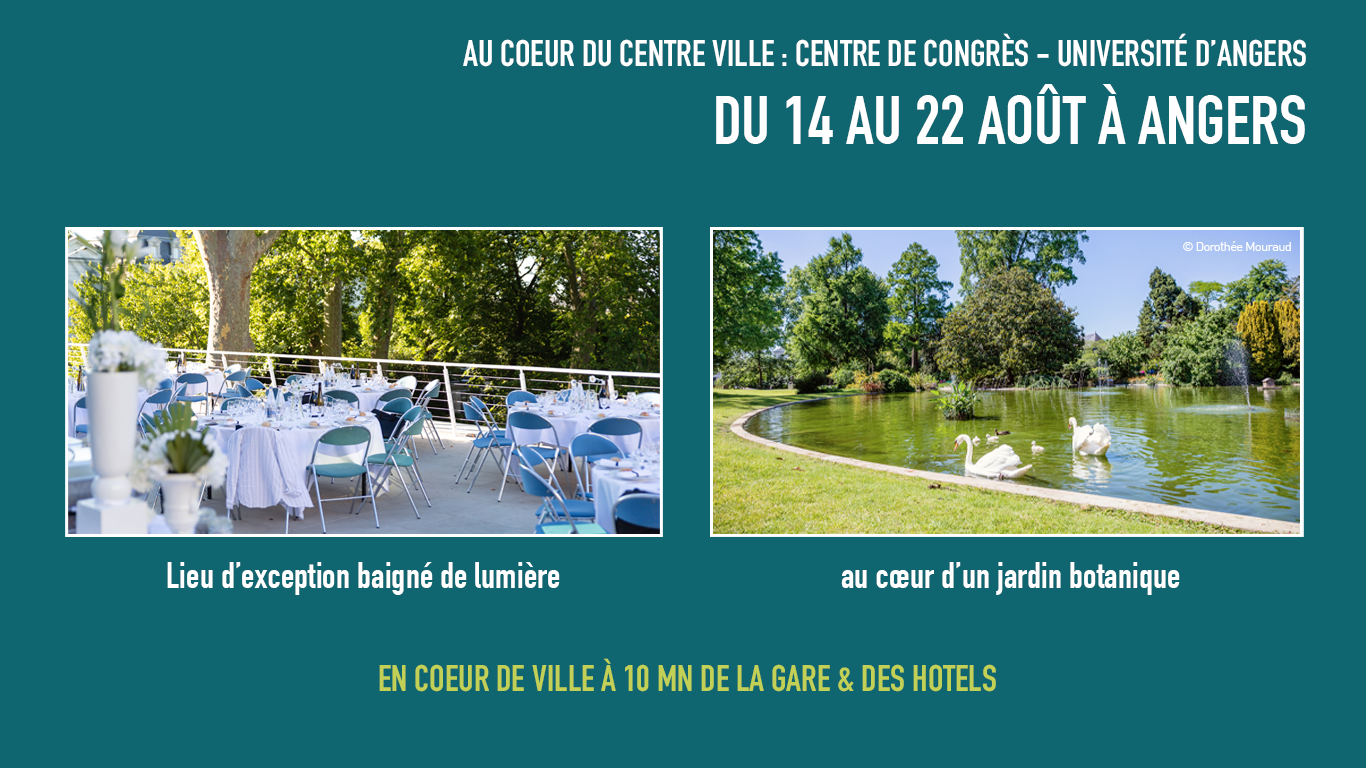 AU COEUR DU CENTRE VILLE : CENTRE DE CONGRÈS - UNIVERSITÉ D’ANGERS
DU 14 AU 22 AOÛT À ANGERS
© Dorothée Mouraud
Lieu d’exception baigné de lumière
au cœur d’un jardin botanique
EN COEUR DE VILLE À 10 MN DE LA GARE & DES HOTELS